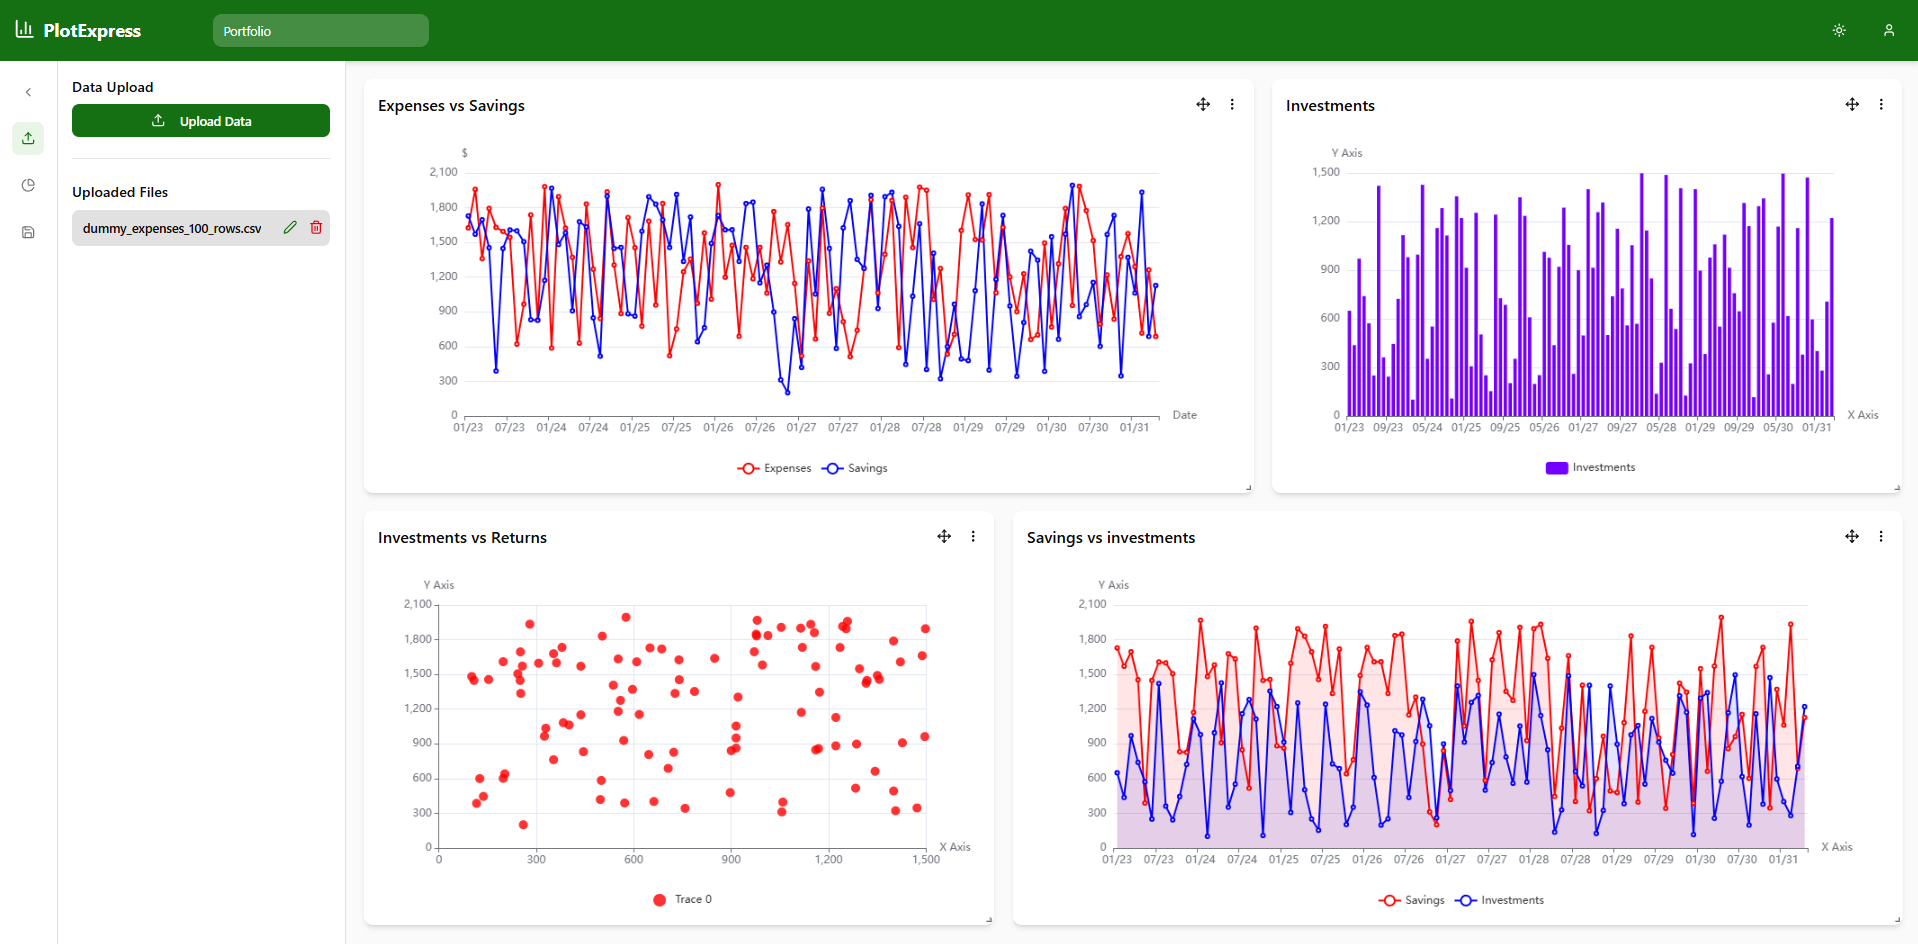 PlotExpress
Portfolio
Data Upload
Upload Data
Uploaded Files
dummy_expenses_100_rows.csv
Expenses vs Savings
$
2,100
1,800
1,500
1,200
900
600
300
0
01/23 07/23 01/24 07/24 01/25 07/25 01/26 07/26 01/27 07/27 01/28 07/28 01/29 07/29 01/30 07/30 01/31
Date
Expenses Savings
Investments
Y Axis
1,500
1,200
900
600
300
0
01/23 09/23 05/24 01/25 09/25 05/26 01/27 09/27 05/28 01/29 09/29 05/30 01/31
X Axis
Investments
Investments vs Returns
Y Axis
2,100
1,800
1,500
1,200
900
600
300
0
0 300 600 900 1,200 1,500
X Axis
Trace 0
Savings vs investments
Y Axis
2,100
1,800
1,500
1,200
900
600
300
0
01/23 07/23 01/24 07/24 01/25 07/25 01/26 07/26 01/27 07/27 01/28 07/28 01/29 07/29 01/30 07/30 01/31
X Axis
Savings Investments